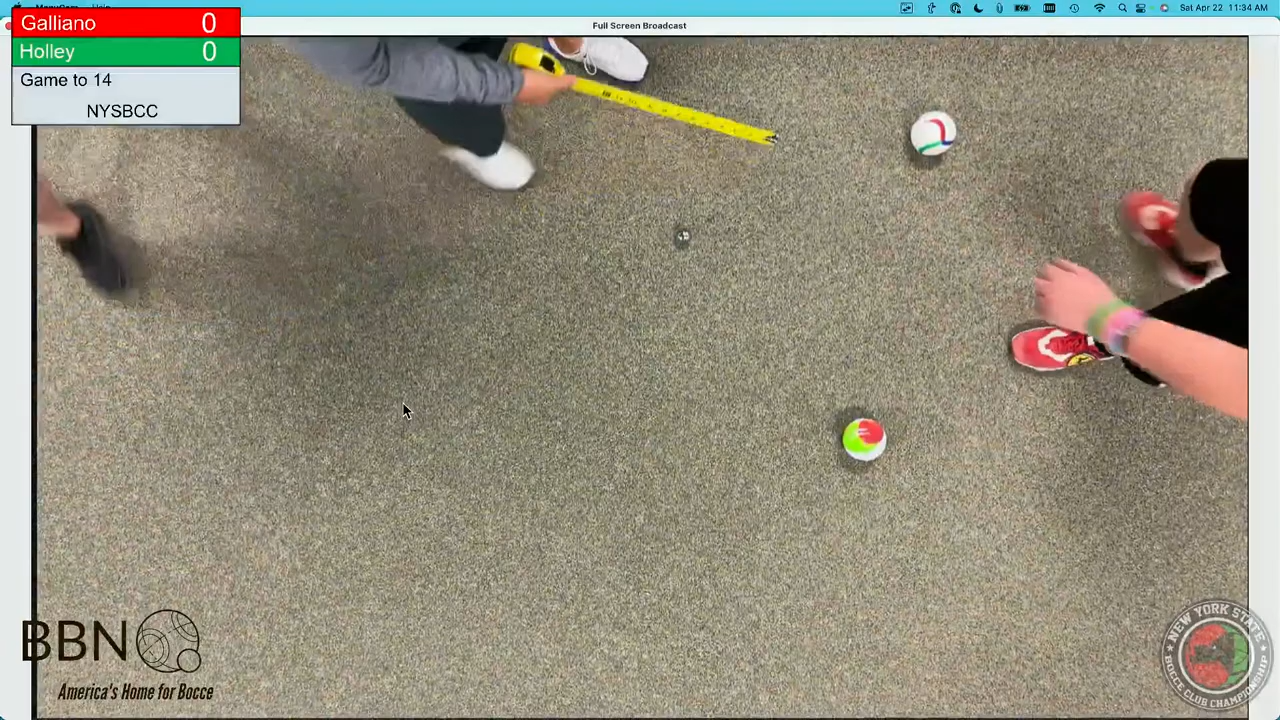 Help
Sat Apr 22 11:34 AM
Full Screen Broadcast
Galliano 0
Holley 0
Game to 14
NYSBCC
BBN
America's Home for Bocce
NEW YORK STATE
BOCCE CLUB CHAMPIONSHIP